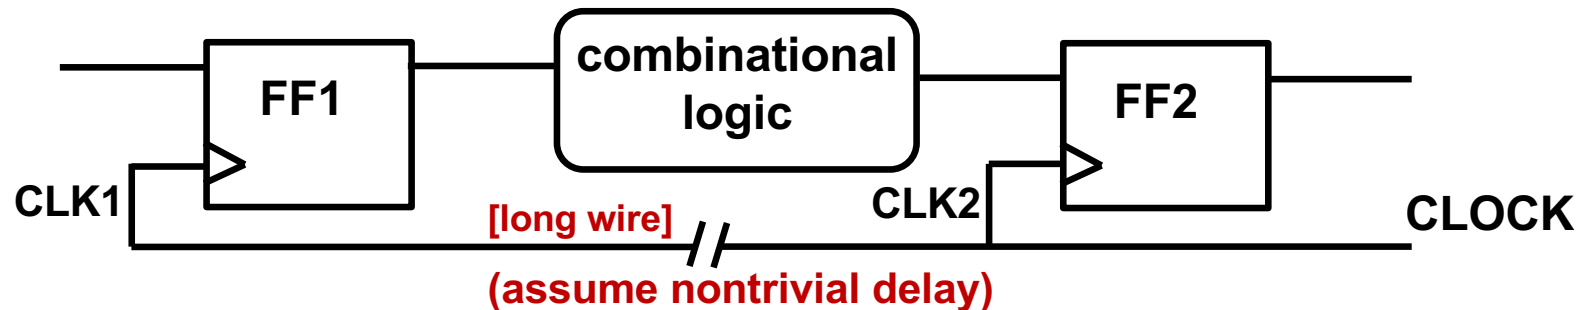 FF1
combinational
logic
FF2
CLK1
[long wire]
CLK2
CLOCK
(assume nontrivial delay)